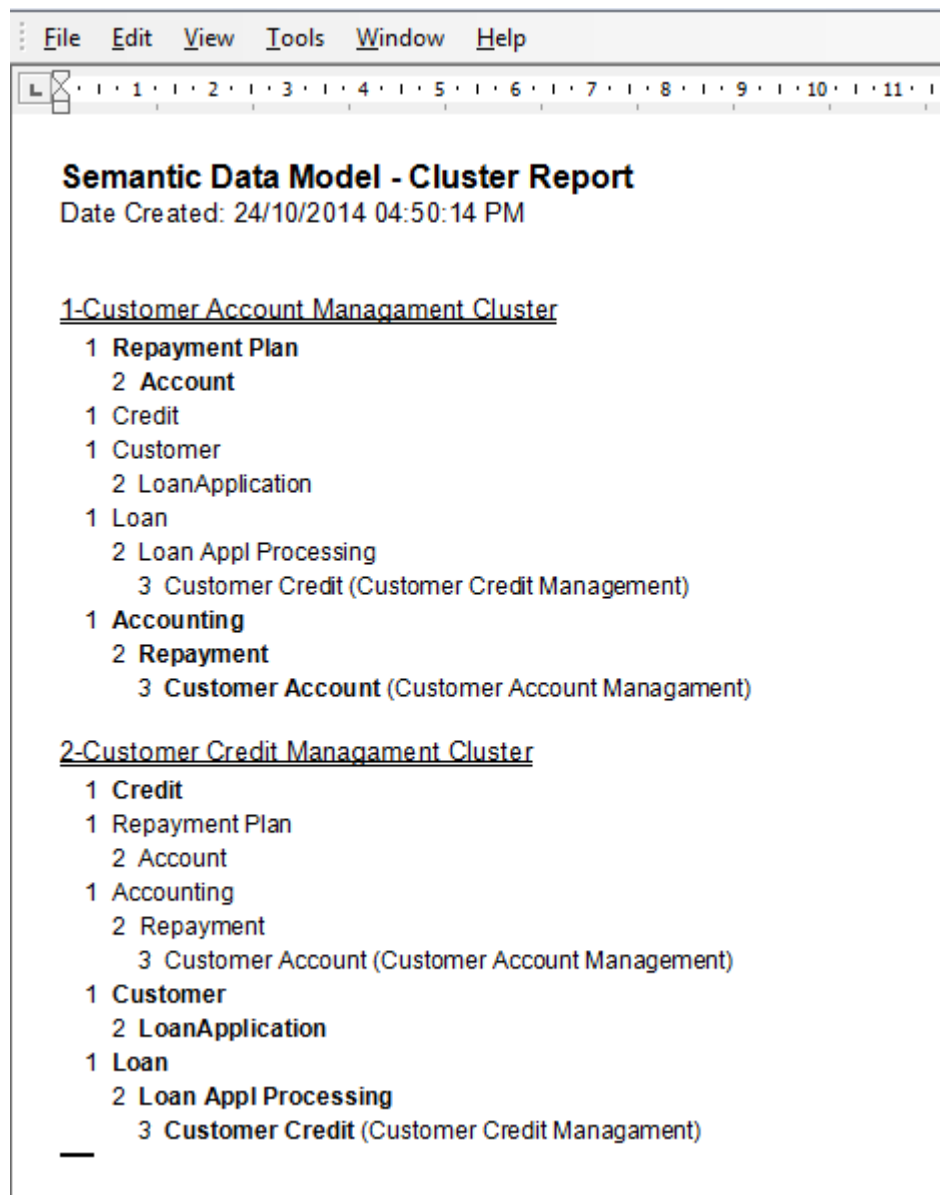 File Edit View Tools Window Help
L 1 2 3 4 5 6 7 8 9 10 11
Semantic Data Model - Cluster Report
Date Created: 24/10/2014 04:50:14 PM
1-Customer Account Managament Cluster
1 Repayment Plan
2 Account
1 Credit
1 Customer
2 LoanApplication
1 Loan
2 Loan Appl Processing
3 Customer Credit (Customer Credit Management)
1 Accounting
2 Repayment
3 Customer Account (Customer Account Managament)
2-Customer Credit Managament Cluster
1 Credit
1 Repayment Plan
2 Account
1 Accounting
2 Repayment
3 Customer Account (Customer Account Management)
1 Customer
2 LoanApplication
1 Loan
2 Loan Appl Processing
3 Customer Credit (Customer Credit Managament)